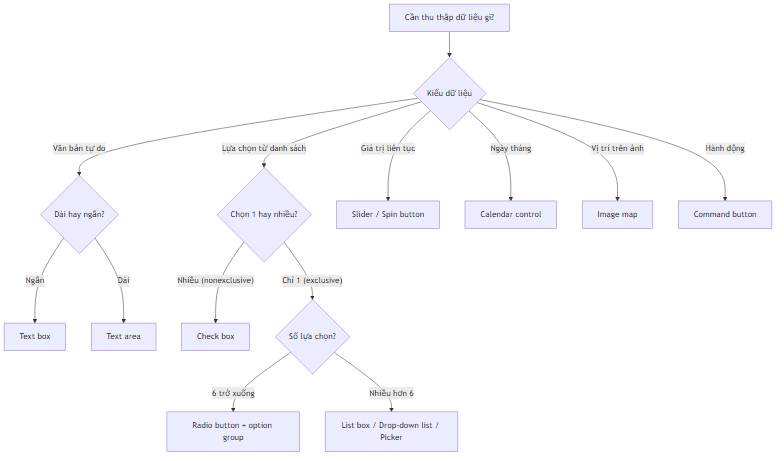 Cần thu thập dữ liệu gì?
Kiểu dữ liệu
Văn bản tự do
Lựa chọn từ danh sách
Giá trị liên tục
Ngày tháng
Vị trí trên ảnh
Hành động
Dài hay ngắn?
Chọn 1 hay nhiều?
Slider / Spin button
Calendar control
Image map
Command button
Ngắn
Dài
Nhiều (nonexclusive)
Chỉ 1 (exclusive)
Text box
Text area
Check box
Số lựa chọn?
6 trở xuống
Nhiều hơn 6
Radio button + option
group
List box / Drop-down list /
Picker